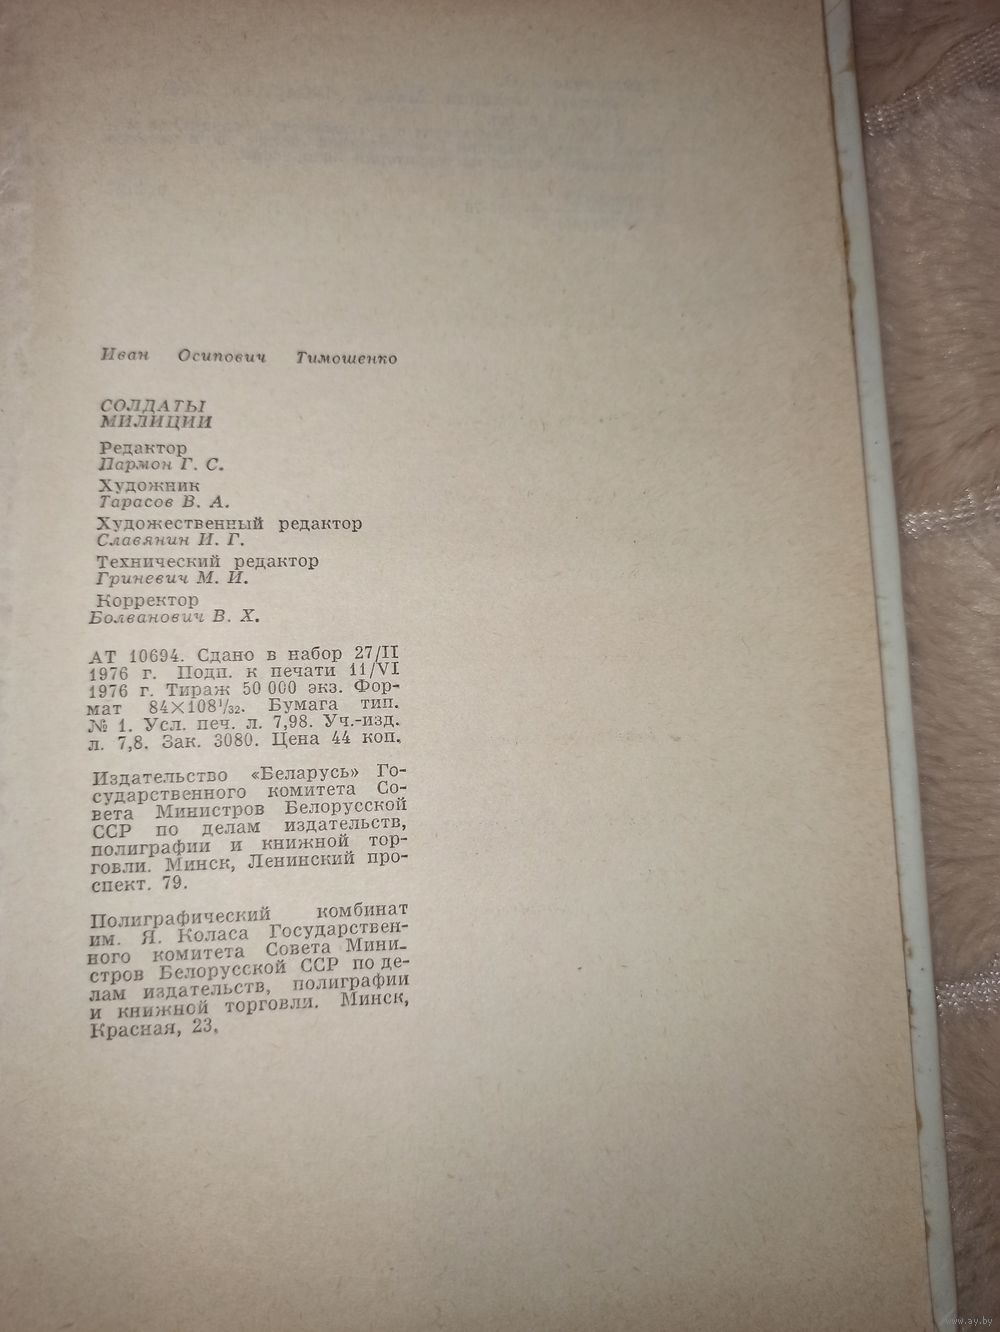 Иван Осипович Тимошенко
СОЛДАТЫ
МИЛИЦИИ
Редактор
Пармон Г. С.
Художник
Тарасов В. А.
Художественный редактор
Славянин И. Г.
Технический редактор
Гриневич М. И.
Корректор
Болванович В. Х.
АТ 10694. Сдано в набор 27/II
1976 г. Подп. к печати 11/VI
1976 г. Тираж 50 000 экз. Фор-
мат 84×108¹/₃₂. Бумага тип.
№ 1. Усл. печ. л. 7,98. Уч.-изд.
л. 7,8. Зак. 3080. Цена 44 коп.
Издательство «Беларусь» Го-
сударственного комитета Со-
вета Министров Белорусской
ССР по делам издательств,
полиграфии и книжной тор-
говли. Минск, Ленинский про-
спект. 79.
Полиграфический комбинат
им. Я. Коласа Государствен-
ного комитета Совета Мини-
стров Белорусской ССР по де-
лам издательств, полиграфии
и книжной торговли. Минск,
Красная, 23.
www.ay.by